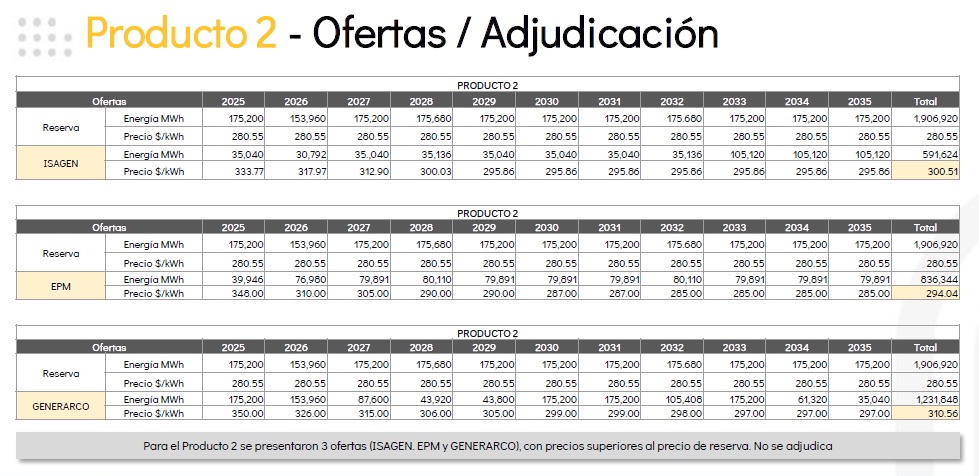 Producto 2 - Ofertas / Adjudicación
PRODUCTO 2
Ofertas 2025 2026 2027 2028 2029 2030 2031 2032 2033 2034 2035 Total
Reserva Energía MWh 175,200 153,960 175,200 175,680 175,200 175,200 175,200 175.680 175,200 175,200 175,200 1,906,920
Precio $/kWh 280.55 280.55 280.55 280.55 280.55 280.55 280.55 280.55 280.55 280.55 280.55 280.55
ISAGEN Energía MWh 35,040 30,792 35,.040 35,136 35,040 35,040 35,040 35,136 105,120 105,120 105,120 591,624
Precio $/kWh 333.77 317.97 312.90 300.03 295.86 295.86 295.86 295.86 295.86 295.86 295.86 300.51
PRODUCTO 2
Ofertas 2025 2026 2027 2028 2029 2030 2031 2032 2033 2034 2035 Total
Reserva Energía MWh 175,200 153,960 175,200 175,680 175,200 175,200 175,200 175.680 175,200 175,200 175,200 1,906,920
Precio $/kWh 280.55 280.55 280.55 280.55 280.55 280.55 280.55 280.55 280.55 280.55 280.55 280.55
EPM Energía MWh 39,946 76,980 79,891 80,110 79,891 79,891 79,891 80,110 79,891 79,891 79,891 836,344
Precio $/kWh 348.00 310.00 305.00 290.00 290.00 287.00 287.00 285.00 285.00 285.00 285.00 294.04
PRODUCTO 2
Ofertas 2025 2026 2027 2028 2029 2030 2031 2032 2033 2034 2035 Total
Reserva Energía MWh 175,200 153,960 175,200 175,680 175,200 175,200 175,200 175.680 175,200 175,200 175,200 1,906,920
Precio $/kWh 280.55 280.55 280.55 280.55 280.55 280.55 280.55 280.55 280.55 280.55 280.55 280.55
GENERARCO Energía MWh 175,200 153,960 87,600 43,920 43,800 175,200 175,200 105,408 175,200 61,320 35,040 1,231,848
Precio $/kWh 350.00 326.00 315.00 306.00 305.00 299.00 299.00 298.00 297.00 297.00 297.00 310.56
Para el Producto 2 se presentaron 3 ofertas (ISAGEN. EPM y GENERARCO), con precios superiores al precio de reserva. No se adjudica